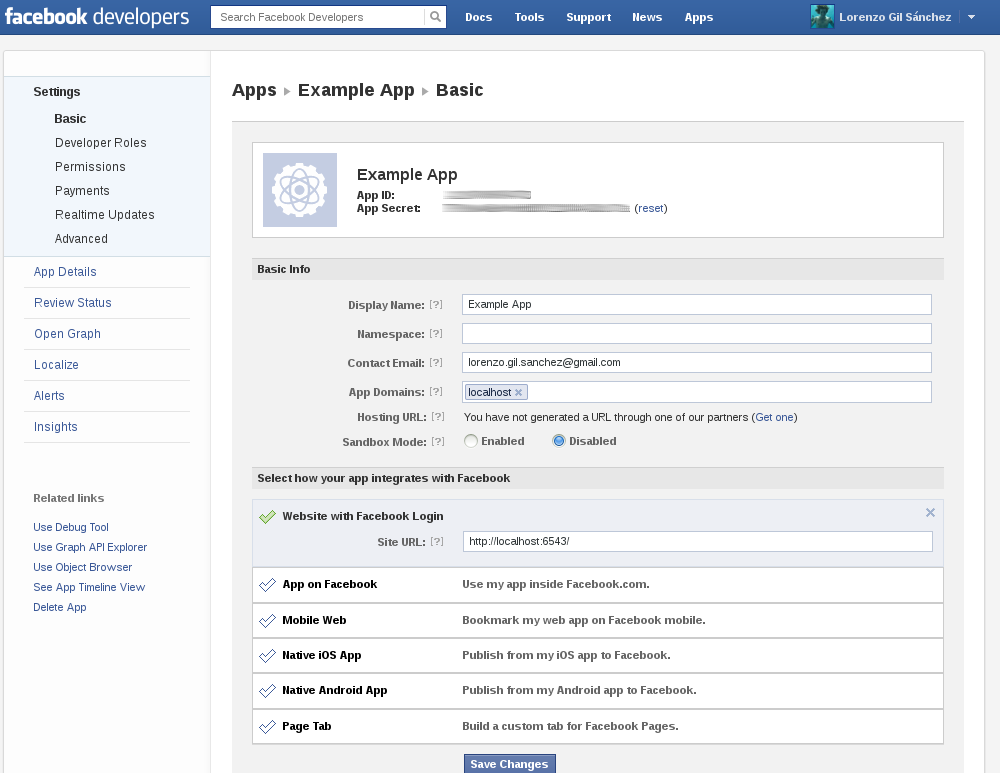 facebook developers
Search Facebook Developers
Docs Tools Support News Apps
Lorenzo Gil Sánchez
Settings
Basic
Developer Roles
Permissions
Payments
Realtime Updates
Advanced
App Details
Review Status
Open Graph
Localize
Alerts
Insights
Related links
Use Debug Tool
Use Graph API Explorer
Use Object Browser
See App Timeline View
Delete App
Apps Example App Basic
Example App
App ID:
App Secret: (reset)
Basic Info
Display Name: [?] Example App
Namespace: [?]
Contact Email: [?] lorenzo.gil.sanchez@gmail.com
App Domains: [?] localhost
Hosting URL: [?] You have not generated a URL through one of our partners (Get one)
Sandbox Mode: [?] Enabled Disabled
Select how your app integrates with Facebook
Website with Facebook Login
Site URL: [?] http://localhost:6543/
App on Facebook Use my app inside Facebook.com.
Mobile Web Bookmark my web app on Facebook mobile.
Native iOS App Publish from my iOS app to Facebook.
Native Android App Publish from my Android app to Facebook.
Page Tab Build a custom tab for Facebook Pages.
Save Changes